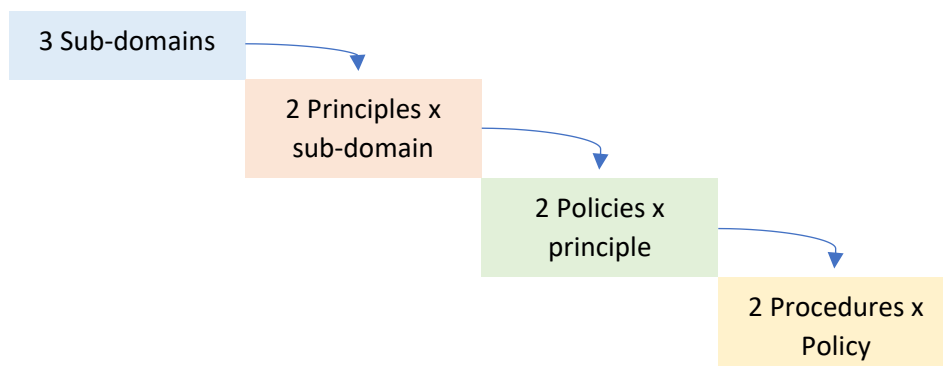 3 Sub-domains
2 Principles x
sub-domain
2 Policies x
principle
2 Procedures x
Policy